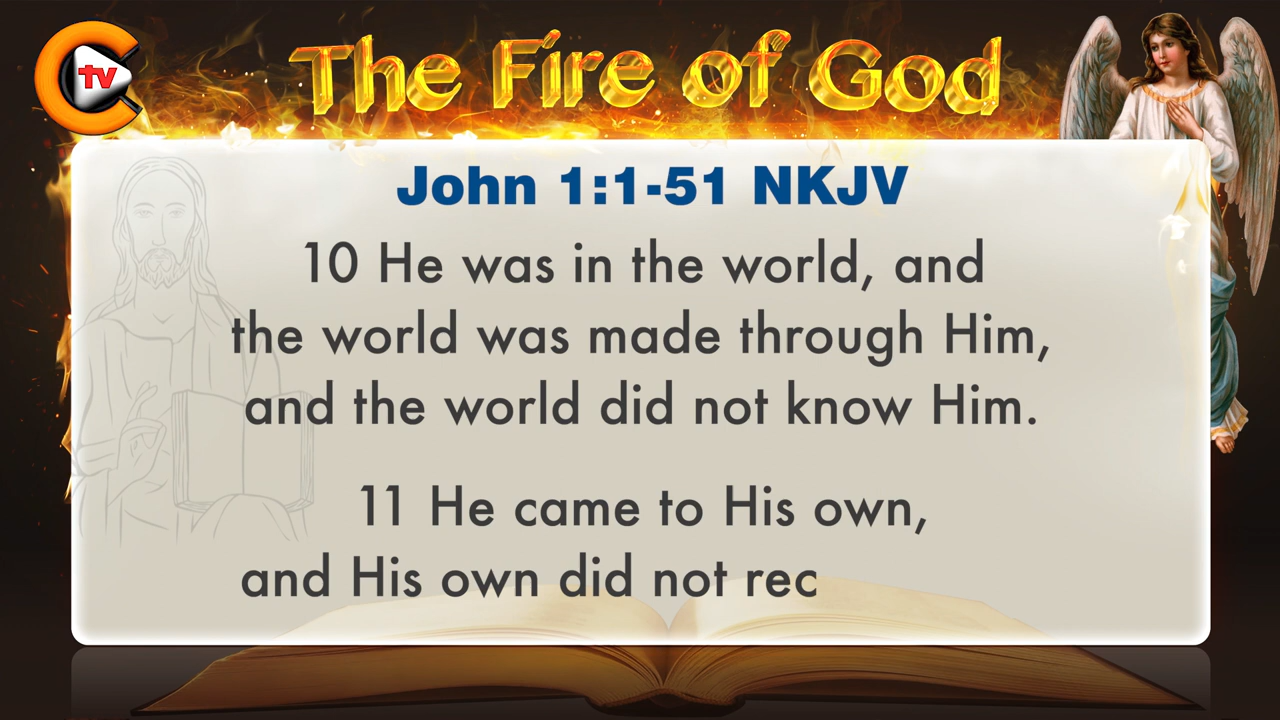 tv
The Fire of God
John 1:1-51 NKJV
10 He was in the world, and
the world was made through Him,
and the world did not know Him.
11 He came to His own,
and His own did not rec